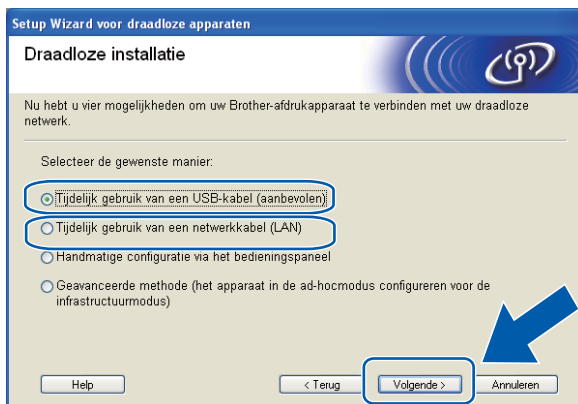 Setup Wizard voor draadloze apparaten
Draadloze installatie
Nu hebt u vier mogelijkheden om uw Brother-afdrukapparaat te verbinden met uw draadloze
netwerk.
Selecteer de gewenste manier:
Tijdelijk gebruik van een USB-kabel (aanbevolen)
Tijdelijk gebruik van een netwerkkabel (LAN)
Handmatige configuratie via het bedieningspaneel
Geavanceerde methode (het apparaat in de ad-hocmodus configureren voor de
infrastructuurmodus)
Help
< Terug
Volgende >
Annuleren